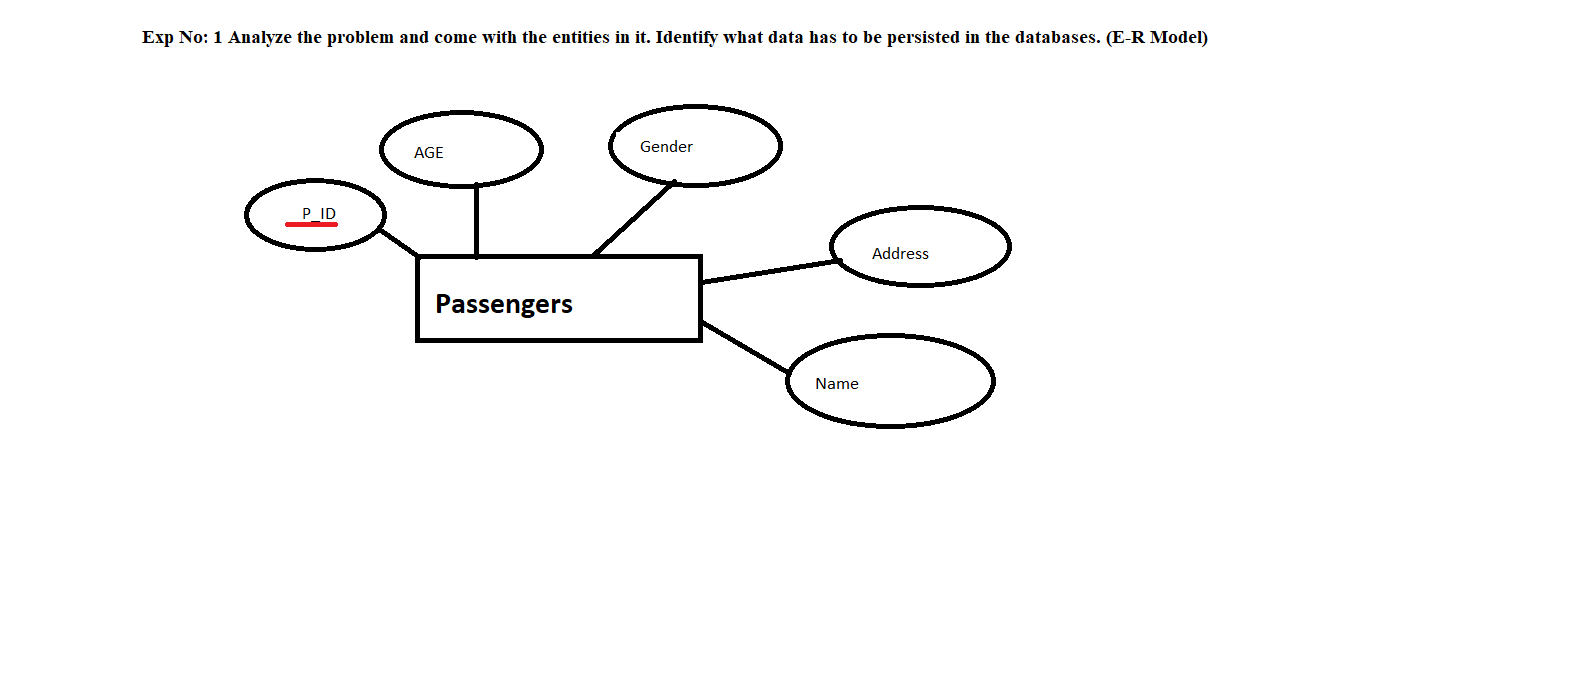 Exp No: 1 Analyze the problem and come with the entities in it. Identify what data has to be persisted in the databases. (E-R Model)
AGE
Gender
P_ID
Address
Passengers
Name